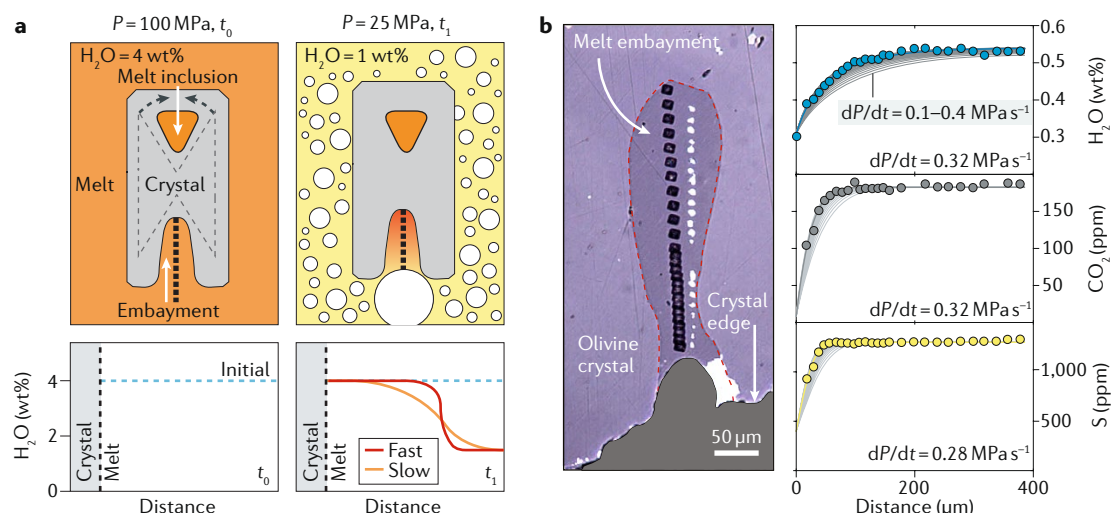 a
P = 100 MPa, t0
P = 25 MPa, t1
H2O = 4 wt%
Melt inclusion
Melt
Crystal
Embayment
H2O = 1 wt%
H2O (wt%)
4
2
0
Crystal
Melt
Initial
t0
Distance
Crystal
Melt
Fast
Slow
t1
Distance
b
Melt embayment
Olivine
crystal
Crystal
edge
50 µm
0.6
0.5
0.4
0.3
H2O (wt%)
dP/dt = 0.1–0.4 MPa s−1
dP/dt = 0.32 MPa s−1
150
100
50
CO2 (ppm)
dP/dt = 0.32 MPa s−1
1,000
500
S (ppm)
dP/dt = 0.28 MPa s−1
0
200
400
Distance (µm)